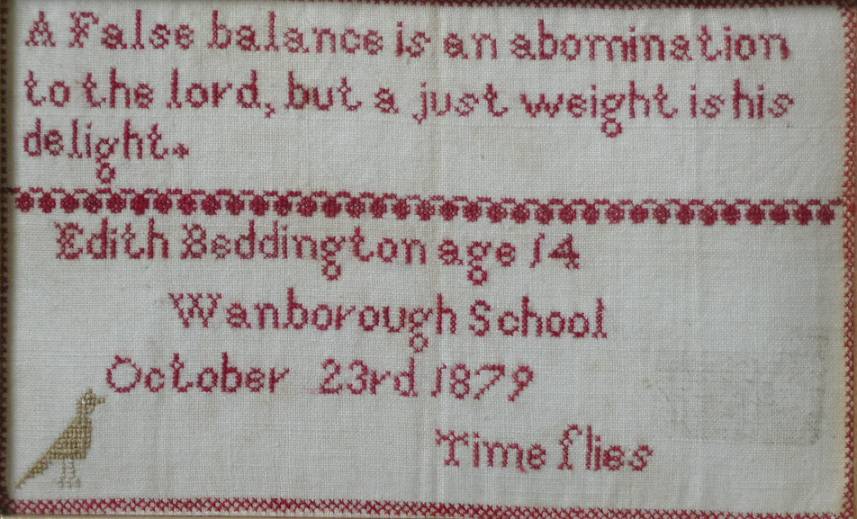 A False balance is an abomination
to the lord, but a just weight is his
delight.
Edith Beddington age 14
Wanborough School
October 23rd 1879
Time flies